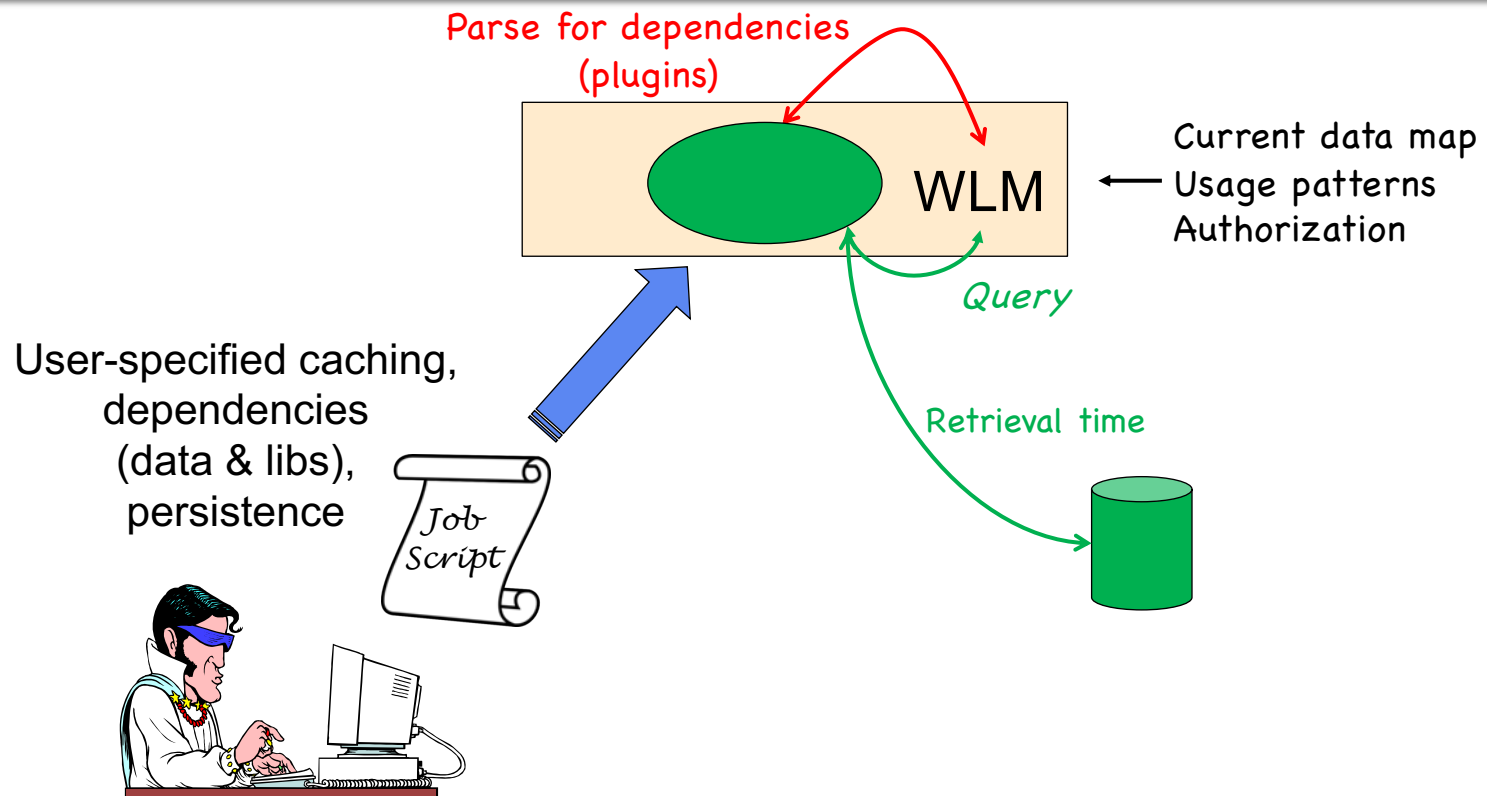 Parse for dependencies
(plugins)
WLM
Current data map
Usage patterns
Authorization
Query
Retrieval time
User-specified caching,
dependencies
(data & libs),
persistence
Job
Script